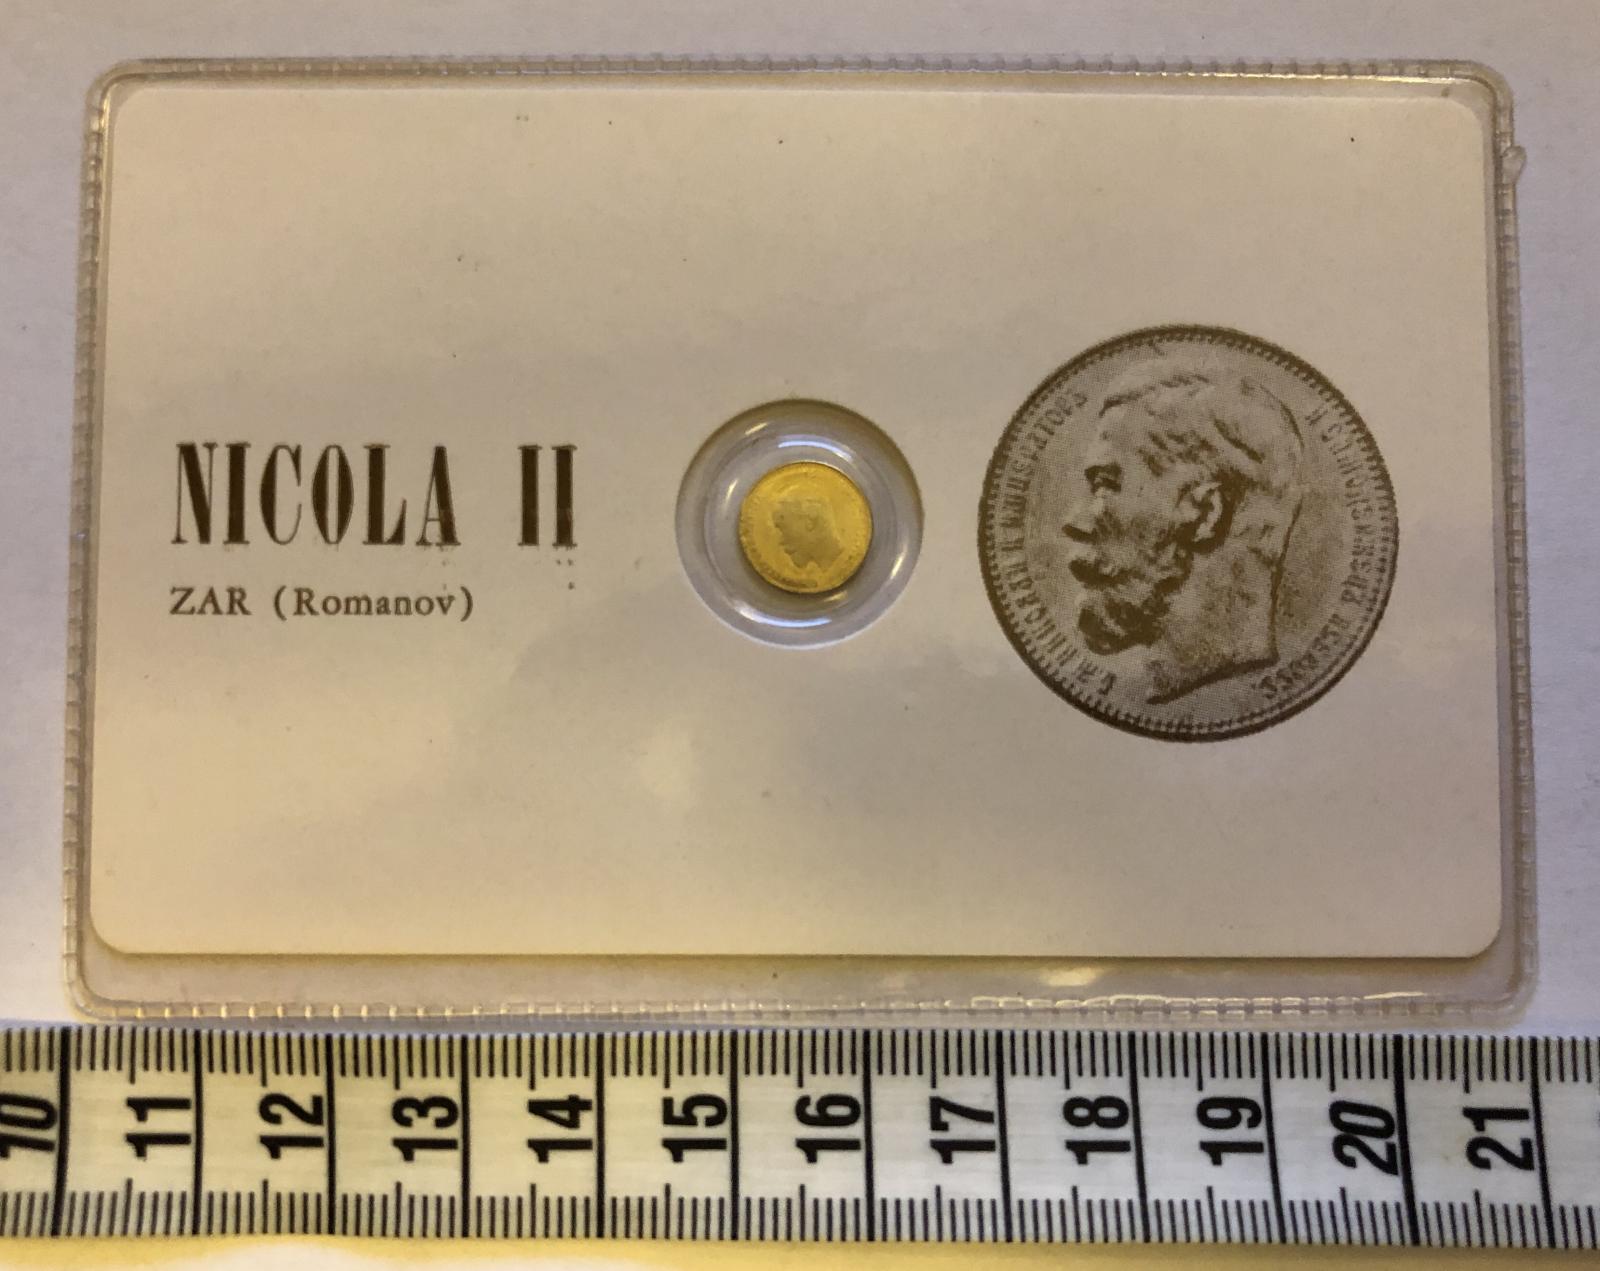 NICOLA II
ZAR (Romanov)
10 11 12 13 14 15 16 17 18 19 20 21